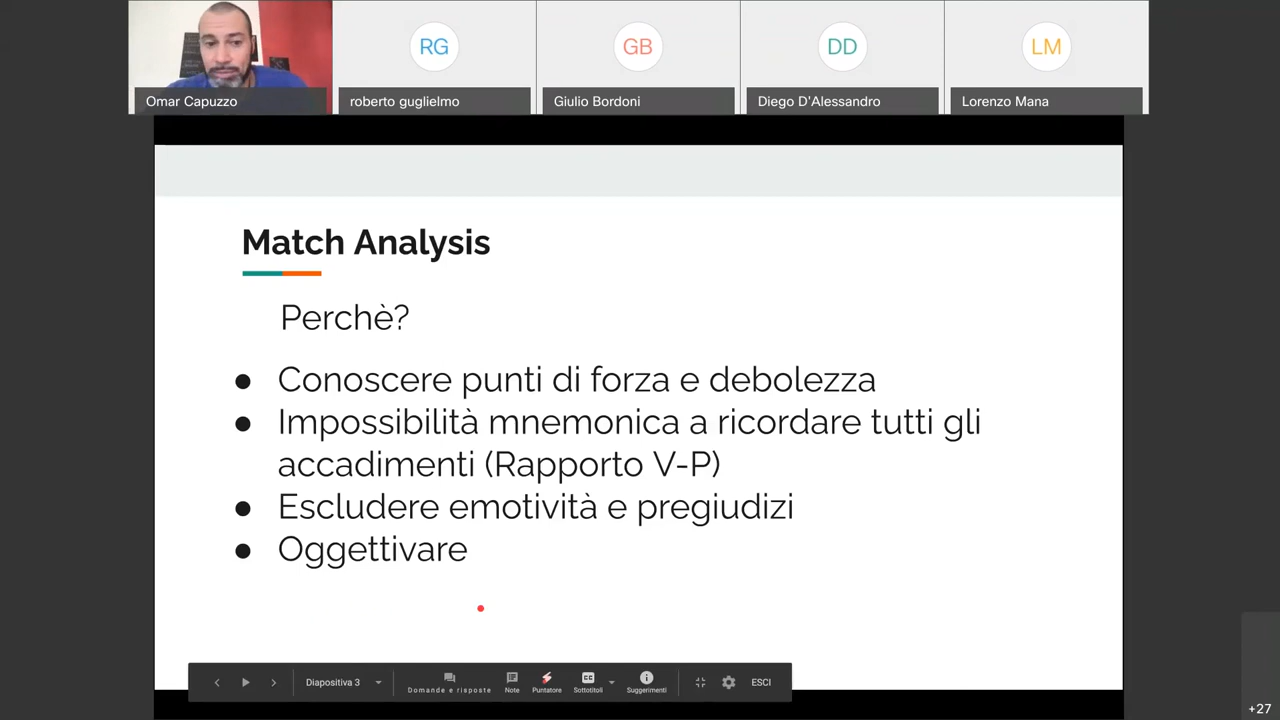 RG
GB
DD
LM
Omar Capuzzo
roberto guglielmo
Giulio Bordoni
Diego D'Alessandro
Lorenzo Mana
Match Analysis
Perchè?
● Conoscere punti di forza e debolezza
● Impossibilità mnemonica a ricordare tutti gli
accadimenti (Rapporto V-P)
● Escludere emotività e pregiudizi
● Oggettivare
Diapositiva 3
Domande e risposte
Note
Puntatore
Sottotitoli
Suggerimenti
ESCI
+27